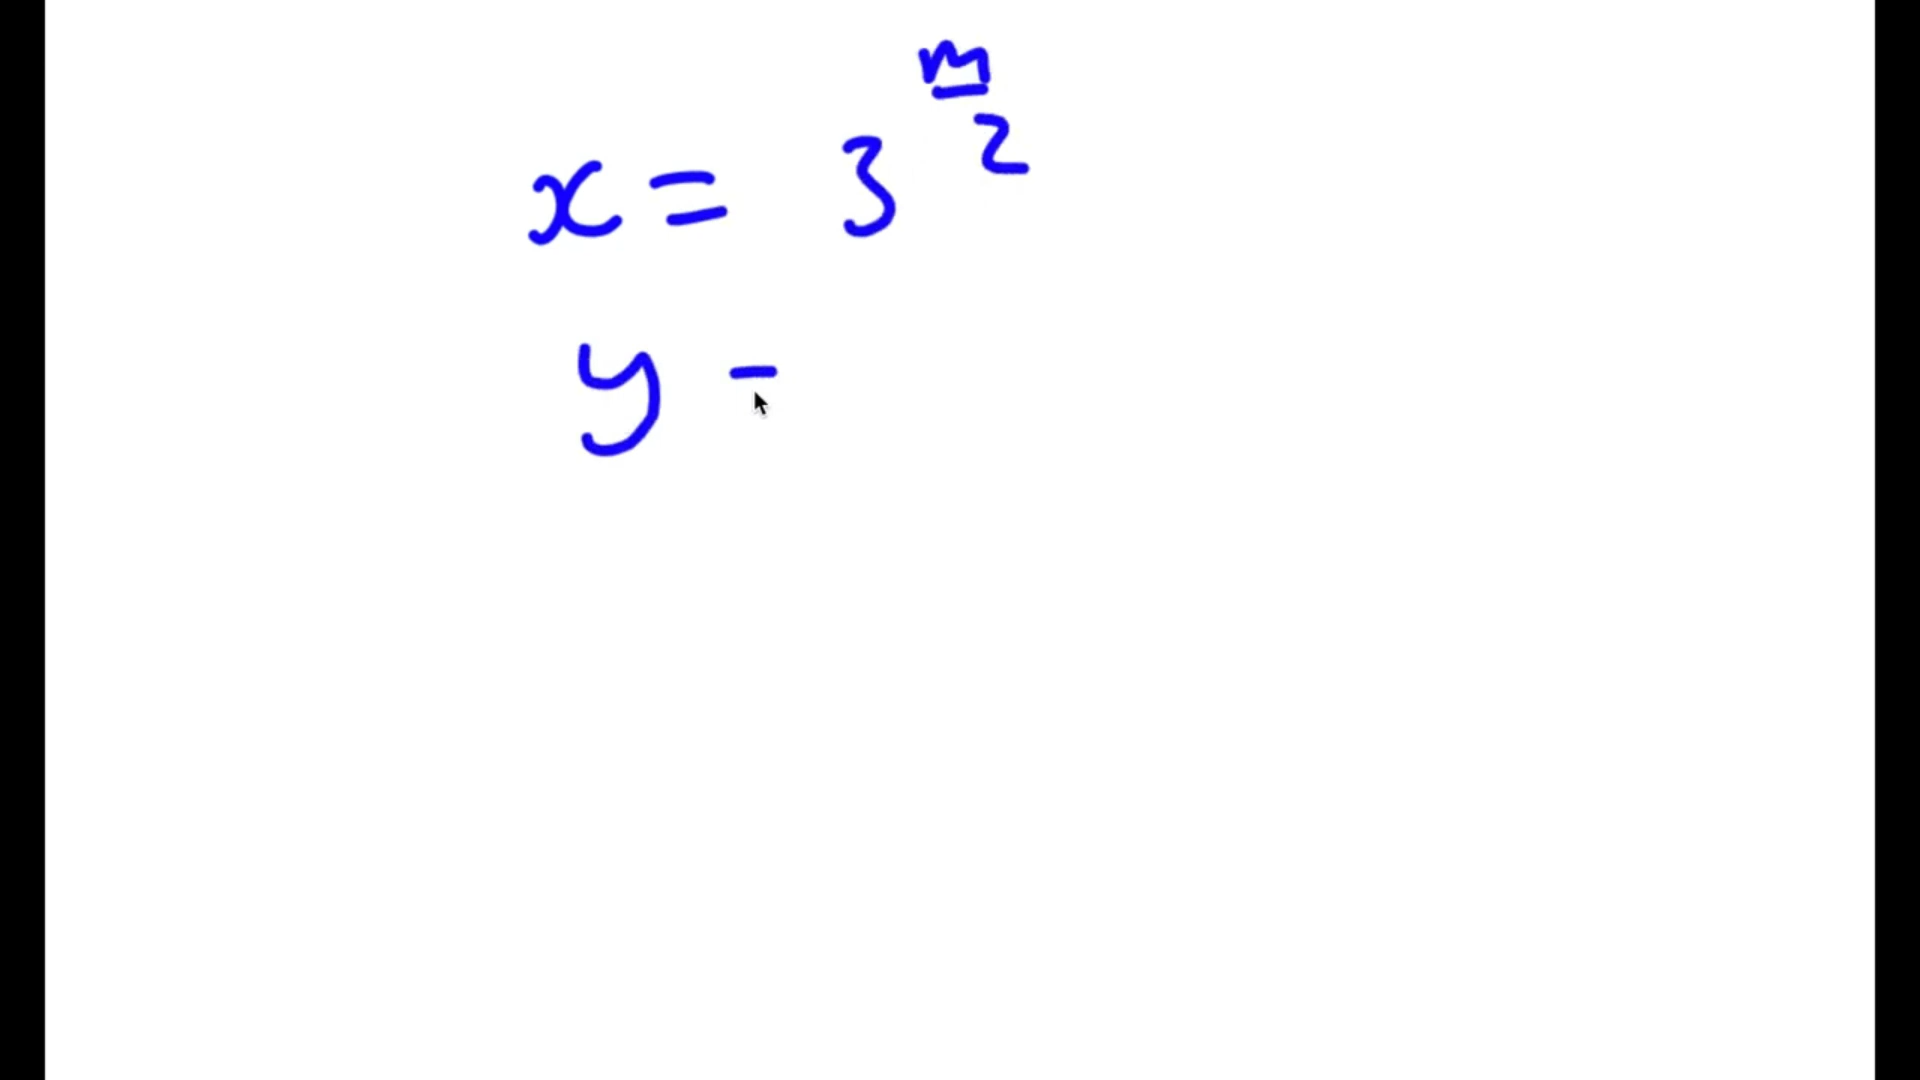 x = 3^(m/2)
y -